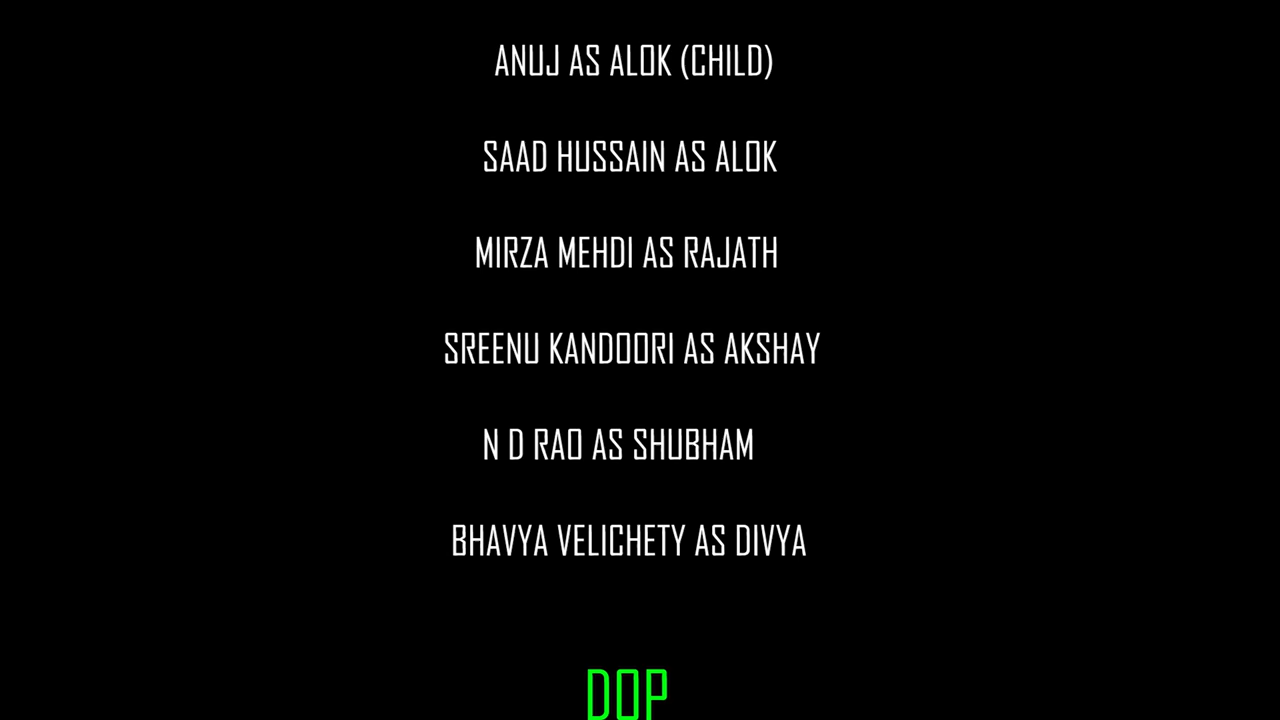 ANUJ AS ALOK (CHILD)
SAAD HUSSAIN AS ALOK
MIRZA MEHDI AS RAJATH
SREENU KANDOORI AS AKSHAY
N D RAO AS SHUBHAM
BHAVYA VELICHETY AS DIVYA
DOP